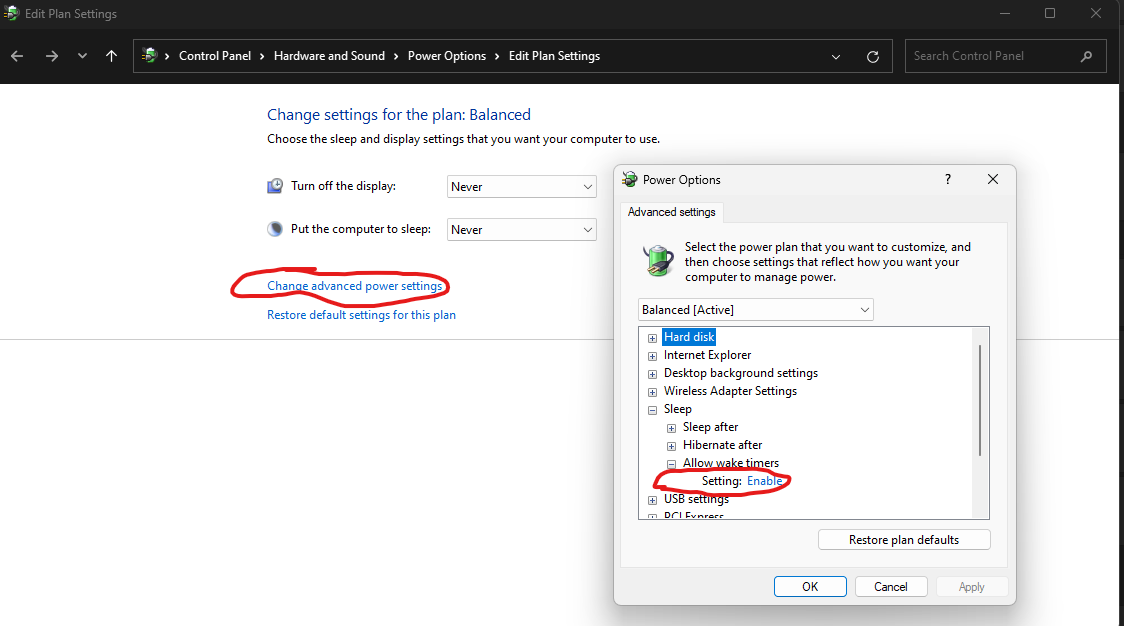 Edit Plan Settings
Control Panel > Hardware and Sound > Power Options > Edit Plan Settings
Search Control Panel
Change settings for the plan: Balanced
Choose the sleep and display settings that you want your computer to use.
Turn off the display: Never
Put the computer to sleep: Never
Change advanced power settings
Restore default settings for this plan
Power Options
?
Advanced settings
Select the power plan that you want to customize, and
then choose settings that reflect how you want your
computer to manage power.
Balanced [Active]
Hard disk
Internet Explorer
Desktop background settings
Wireless Adapter Settings
Sleep
Sleep after
Hibernate after
Allow wake timers
Setting: Enable
USB settings
PCI Express
Restore plan defaults
OK Cancel Apply